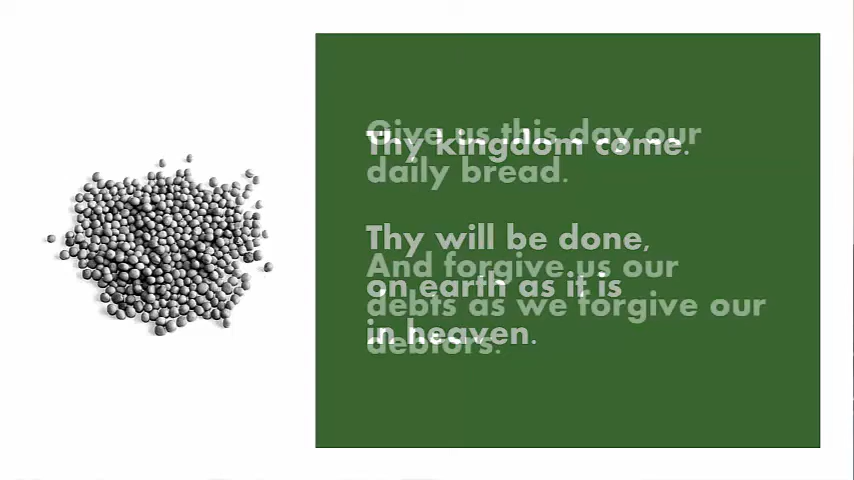 Give us this day our
Thy kingdom come.
daily bread.
Thy will be done,
And forgive us our
on earth as it is
debts as we forgive our
in heaven.
debtors.